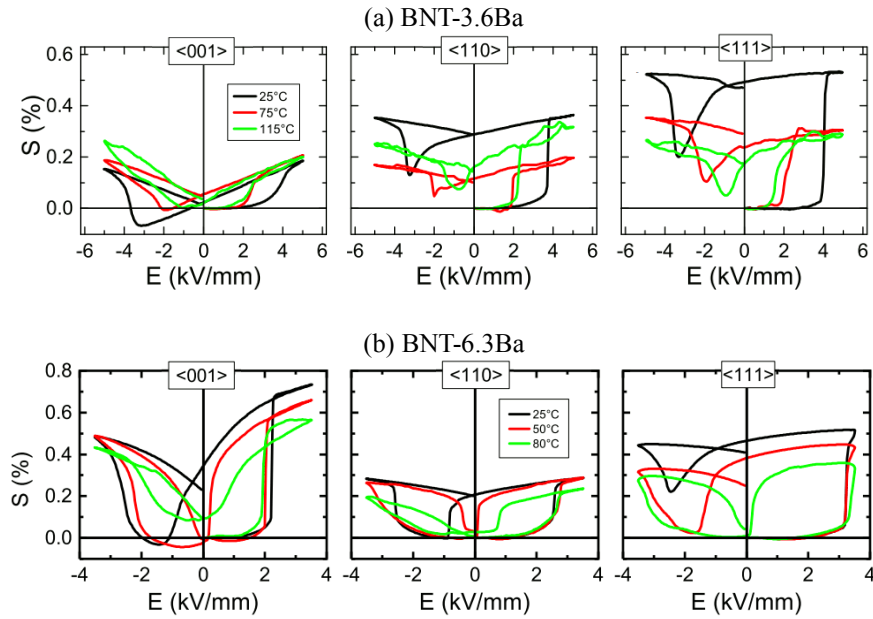 (a) BNT-3.6Ba
<001> <110> <111>
0.6
0.4
0.2
0.0
S (%)
25°C
75°C
115°C
-6 -4 -2 0 2 4 6
-6 -4 -2 0 2 4 6
-6 -4 -2 0 2 4 6
E (kV/mm) E (kV/mm) E (kV/mm)
(b) BNT-6.3Ba
<001> <110> <111>
0.8
0.6
0.4
0.2
0.0
S (%)
25°C
50°C
80°C
-4 -2 0 2 4
-4 -2 0 2 4
-4 -2 0 2 4
E (kV/mm) E (kV/mm) E (kV/mm)